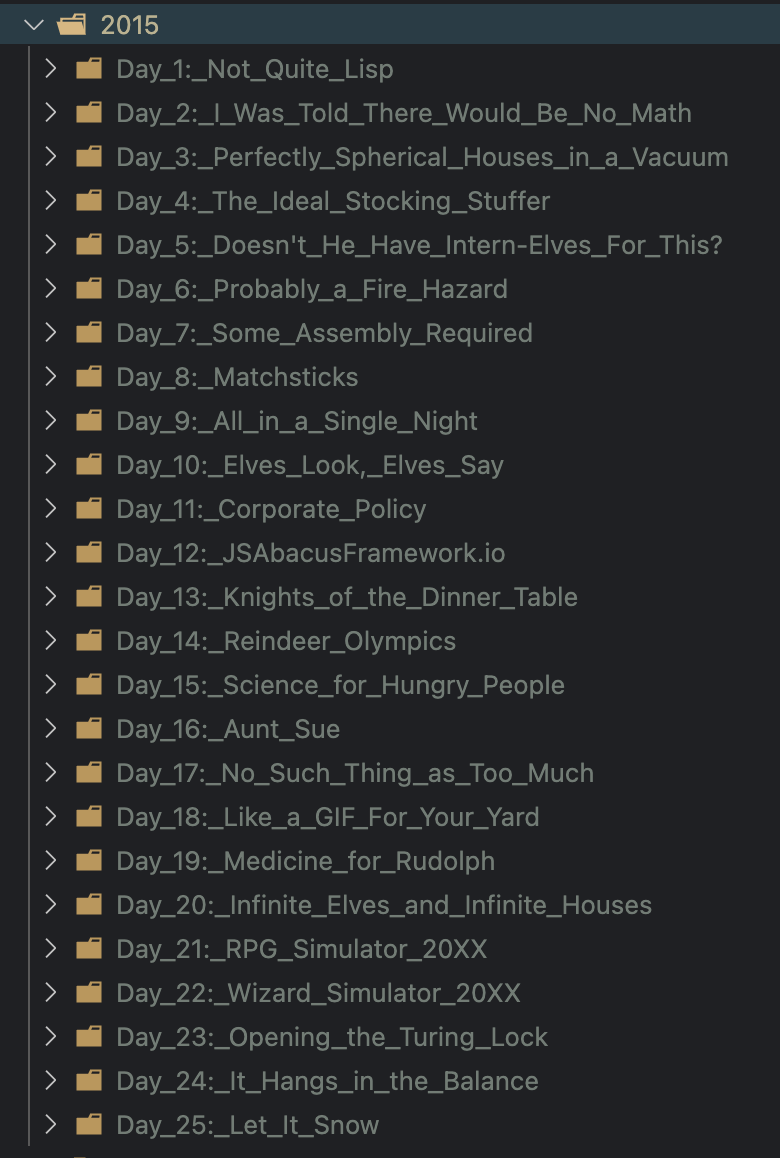 2015
Day_1:_Not_Quite_Lisp
Day_2:_I_Was_Told_There_Would_Be_No_Math
Day_3:_Perfectly_Spherical_Houses_in_a_Vacuum
Day_4:_The_Ideal_Stocking_Stuffer
Day_5:_Doesn't_He_Have_Intern-Elves_For_This?
Day_6:_Probably_a_Fire_Hazard
Day_7:_Some_Assembly_Required
Day_8:_Matchsticks
Day_9:_All_in_a_Single_Night
Day_10:_Elves_Look,_Elves_Say
Day_11:_Corporate_Policy
Day_12:_JSAbacusFramework.io
Day_13:_Knights_of_the_Dinner_Table
Day_14:_Reindeer_Olympics
Day_15:_Science_for_Hungry_People
Day_16:_Aunt_Sue
Day_17:_No_Such_Thing_as_Too_Much
Day_18:_Like_a_GIF_For_Your_Yard
Day_19:_Medicine_for_Rudolph
Day_20:_Infinite_Elves_and_Infinite_Houses
Day_21:_RPG_Simulator_20XX
Day_22:_Wizard_Simulator_20XX
Day_23:_Opening_the_Turing_Lock
Day_24:_It_Hangs_in_the_Balance
Day_25:_Let_It_Snow